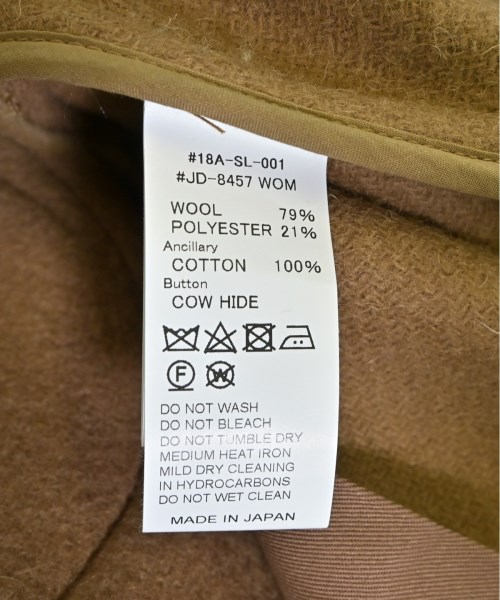 #18A-SL-001
#JD-8457 WOM
WOOL 79%
POLYESTER 21%
Ancillary
COTTON 100%
Button
COW HIDE
F
W
DO NOT WASH
DO NOT BLEACH
DO NOT TUMBLE DRY
MEDIUM HEAT IRON
MILD DRY CLEANING
IN HYDROCARBONS
DO NOT WET CLEAN
MADE IN JAPAN